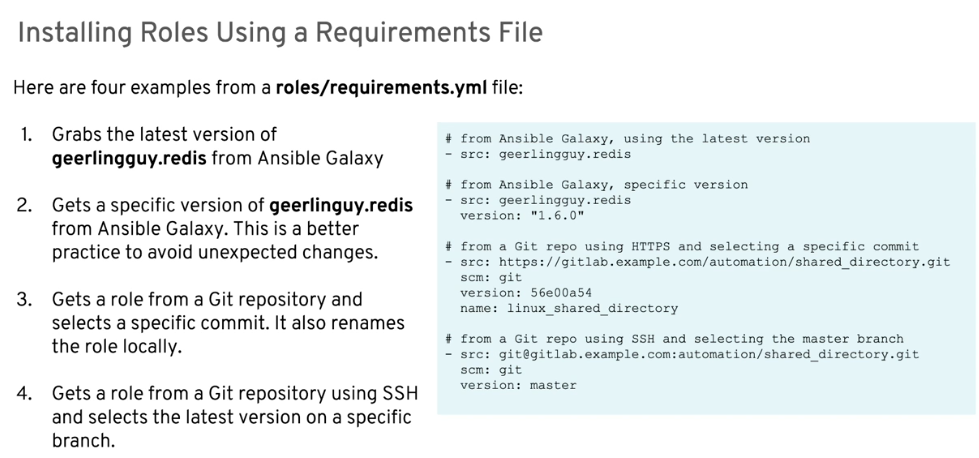 Installing Roles Using a Requirements File
Here are four examples from a roles/requirements.yml file:
1. Grabs the latest version of
geerlingguy.redis from Ansible Galaxy
2. Gets a specific version of geerlinguy.redis
from Ansible Galaxy. This is a better
practice to avoid unexpected changes.
3. Gets a role from a Git repository and
selects a specific commit. It also renames
the role locally.
4. Gets a role from a Git repository using SSH
and selects the latest version on a specific
branch.
# from Ansible Galaxy, using the latest version
- src: geerlingguy.redis
# from Ansible Galaxy, specific version
- src: geerlingguy.redis
  version: "1.6.0"
# from a Git repo using HTTPS and selecting a specific commit
- src: https://gitlab.example.com/automation/shared_directory.git
  scm: git
  version: 56e00a54
  name: linux_shared_directory
# from a Git repo using SSH and selecting the master branch
- src: git@gitlab.example.com:automation/shared_directory.git
  scm: git
  version: master